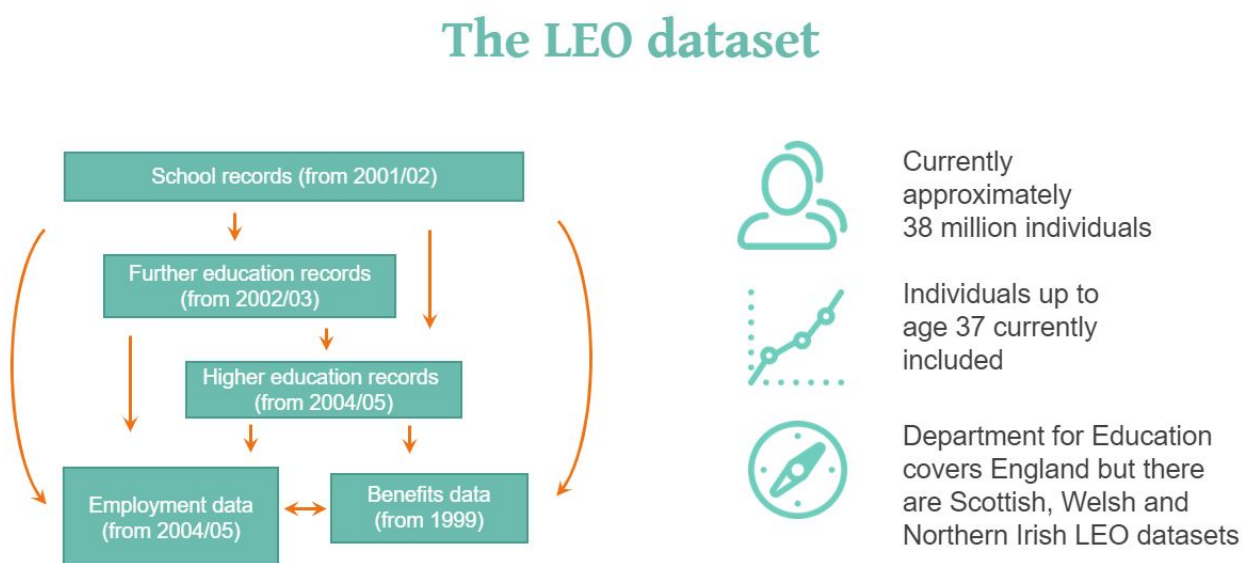 The LEO dataset
School records (from 2001/02)
Further education records
(from 2002/03)
Higher education records
(from 2004/05)
Employment data
(from 2004/05)
Benefits data
(from 1999)
Currently
approximately
38 million individuals
Individuals up to
age 37 currently
included
Department for Education
covers England but there
are Scottish, Welsh and
Northern Irish LEO datasets